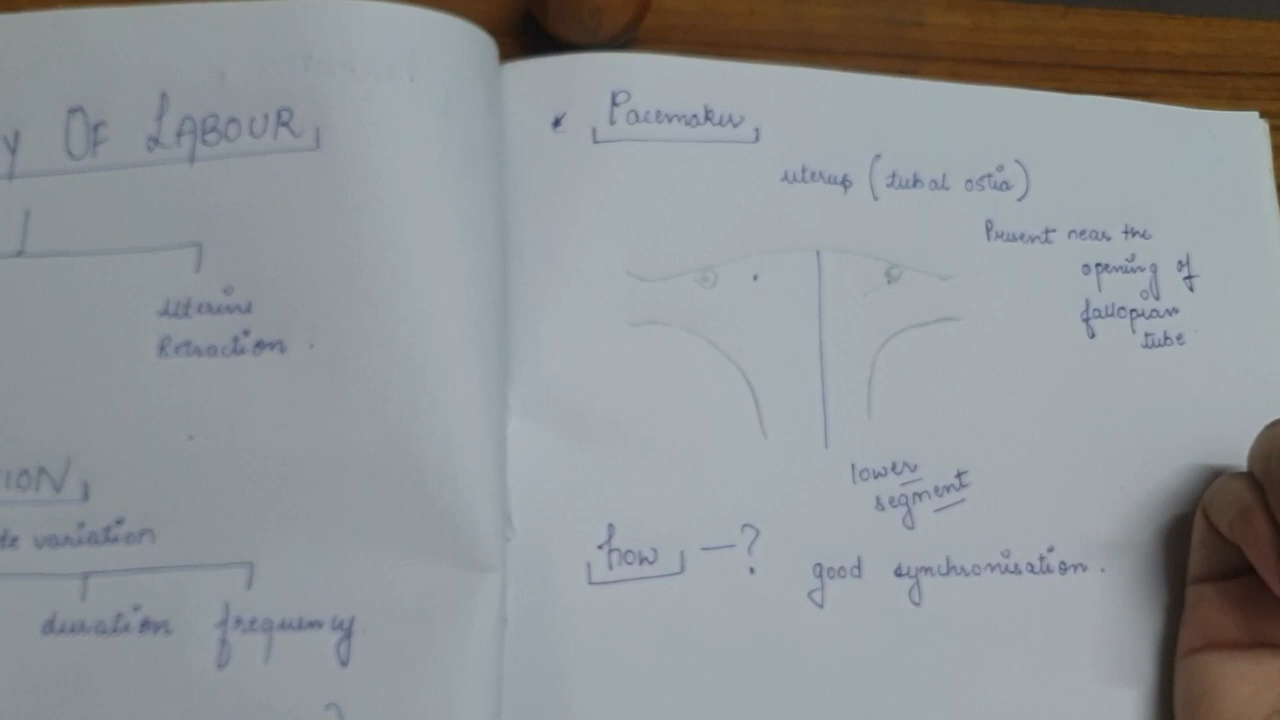 Y OF LABOUR
uterine
Retraction.
ION
te variation
duration frequency
* Pacemaker
uterus (tubal ostia)
Present near the
opening of
fallopian
tube
lower
segment
how —?
good synchronisation.